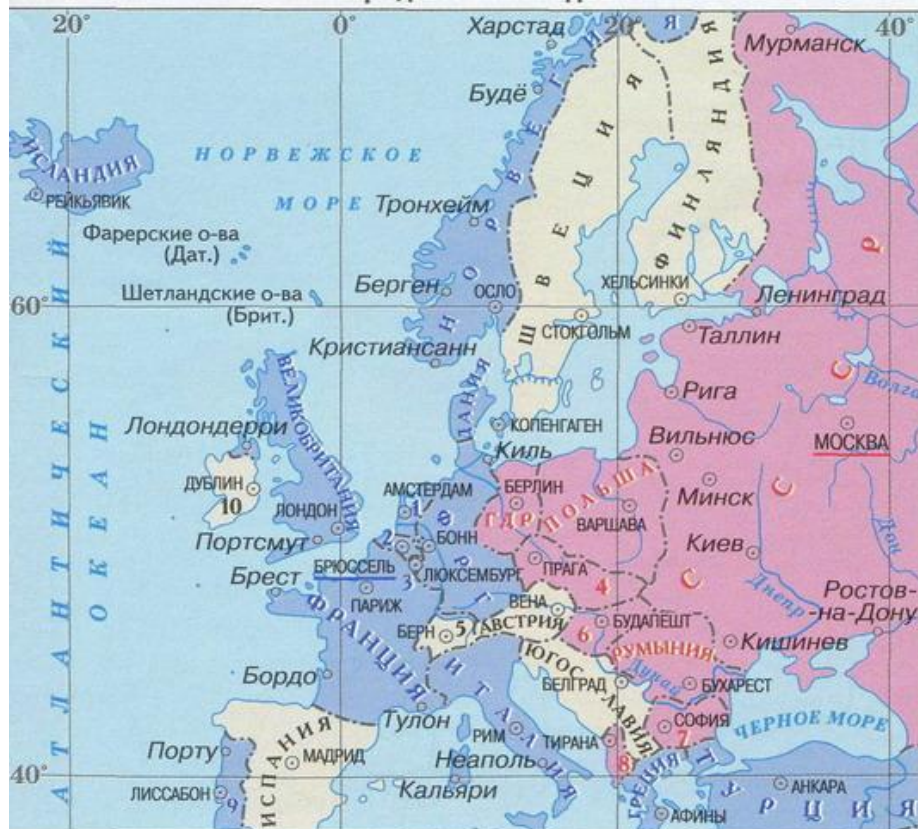 20°
0°
20°
40°
Харстад
Мурманск
Будё
НОРВЕГИЯ
ШВЕЦИЯ
ФИНЛЯНДИЯ
ИСЛАНДИЯ
РЕЙКЬЯВИК
НОРВЕЖСКОЕ
МОРЕ
Тронхейм
Фарерские о-ва
(Дат.)
Шетландские о-ва
(Брит.)
Берген
ОСЛО
ХЕЛЬСИНКИ
Ленинград
60°
СТОКГОЛЬМ
Таллин
Кристиансанн
АТЛАНТИЧЕСКИЙ
ОКЕАН
ВЕЛИКОБРИТАНИЯ
ДАНИЯ
Рига
СССР
Волга
Лондондерри
КОПЕНГАГЕН
Киль
Вильнюс
МОСКВА
ДУБЛИН
10
ЛОНДОН
АМСТЕРДАМ
1
ФРГ
БЕРЛИН
ГДР
ПОЛЬША
ВАРШАВА
Минск
Портсмут
2
БОНН
Киев
Дон
БРЮССЕЛЬ
3
ЛЮКСЕМБУРГ
ПРАГА
Брест
ПАРИЖ
4
Днепр
Ростов-
на-Дону
ВЕНА
ФРАНЦИЯ
БЕРН
5
АВСТРИЯ
6
БУДАПЕШТ
Кишинев
РУМЫНИЯ
Бордо
ИТАЛИЯ
ЮГОСЛАВИЯ
БЕЛГРАД
Дунай
БУХАРЕСТ
Тулон
РИМ
ТИРАНА
СОФИЯ
7
ЧЕРНОЕ МОРЕ
Порту
ИСПАНИЯ
МАДРИД
Неаполь
8
ГРЕЦИЯ
40°
ЛИССАБОН
9
Кальяри
АФИНЫ
ТУРЦИЯ
АНКАРА